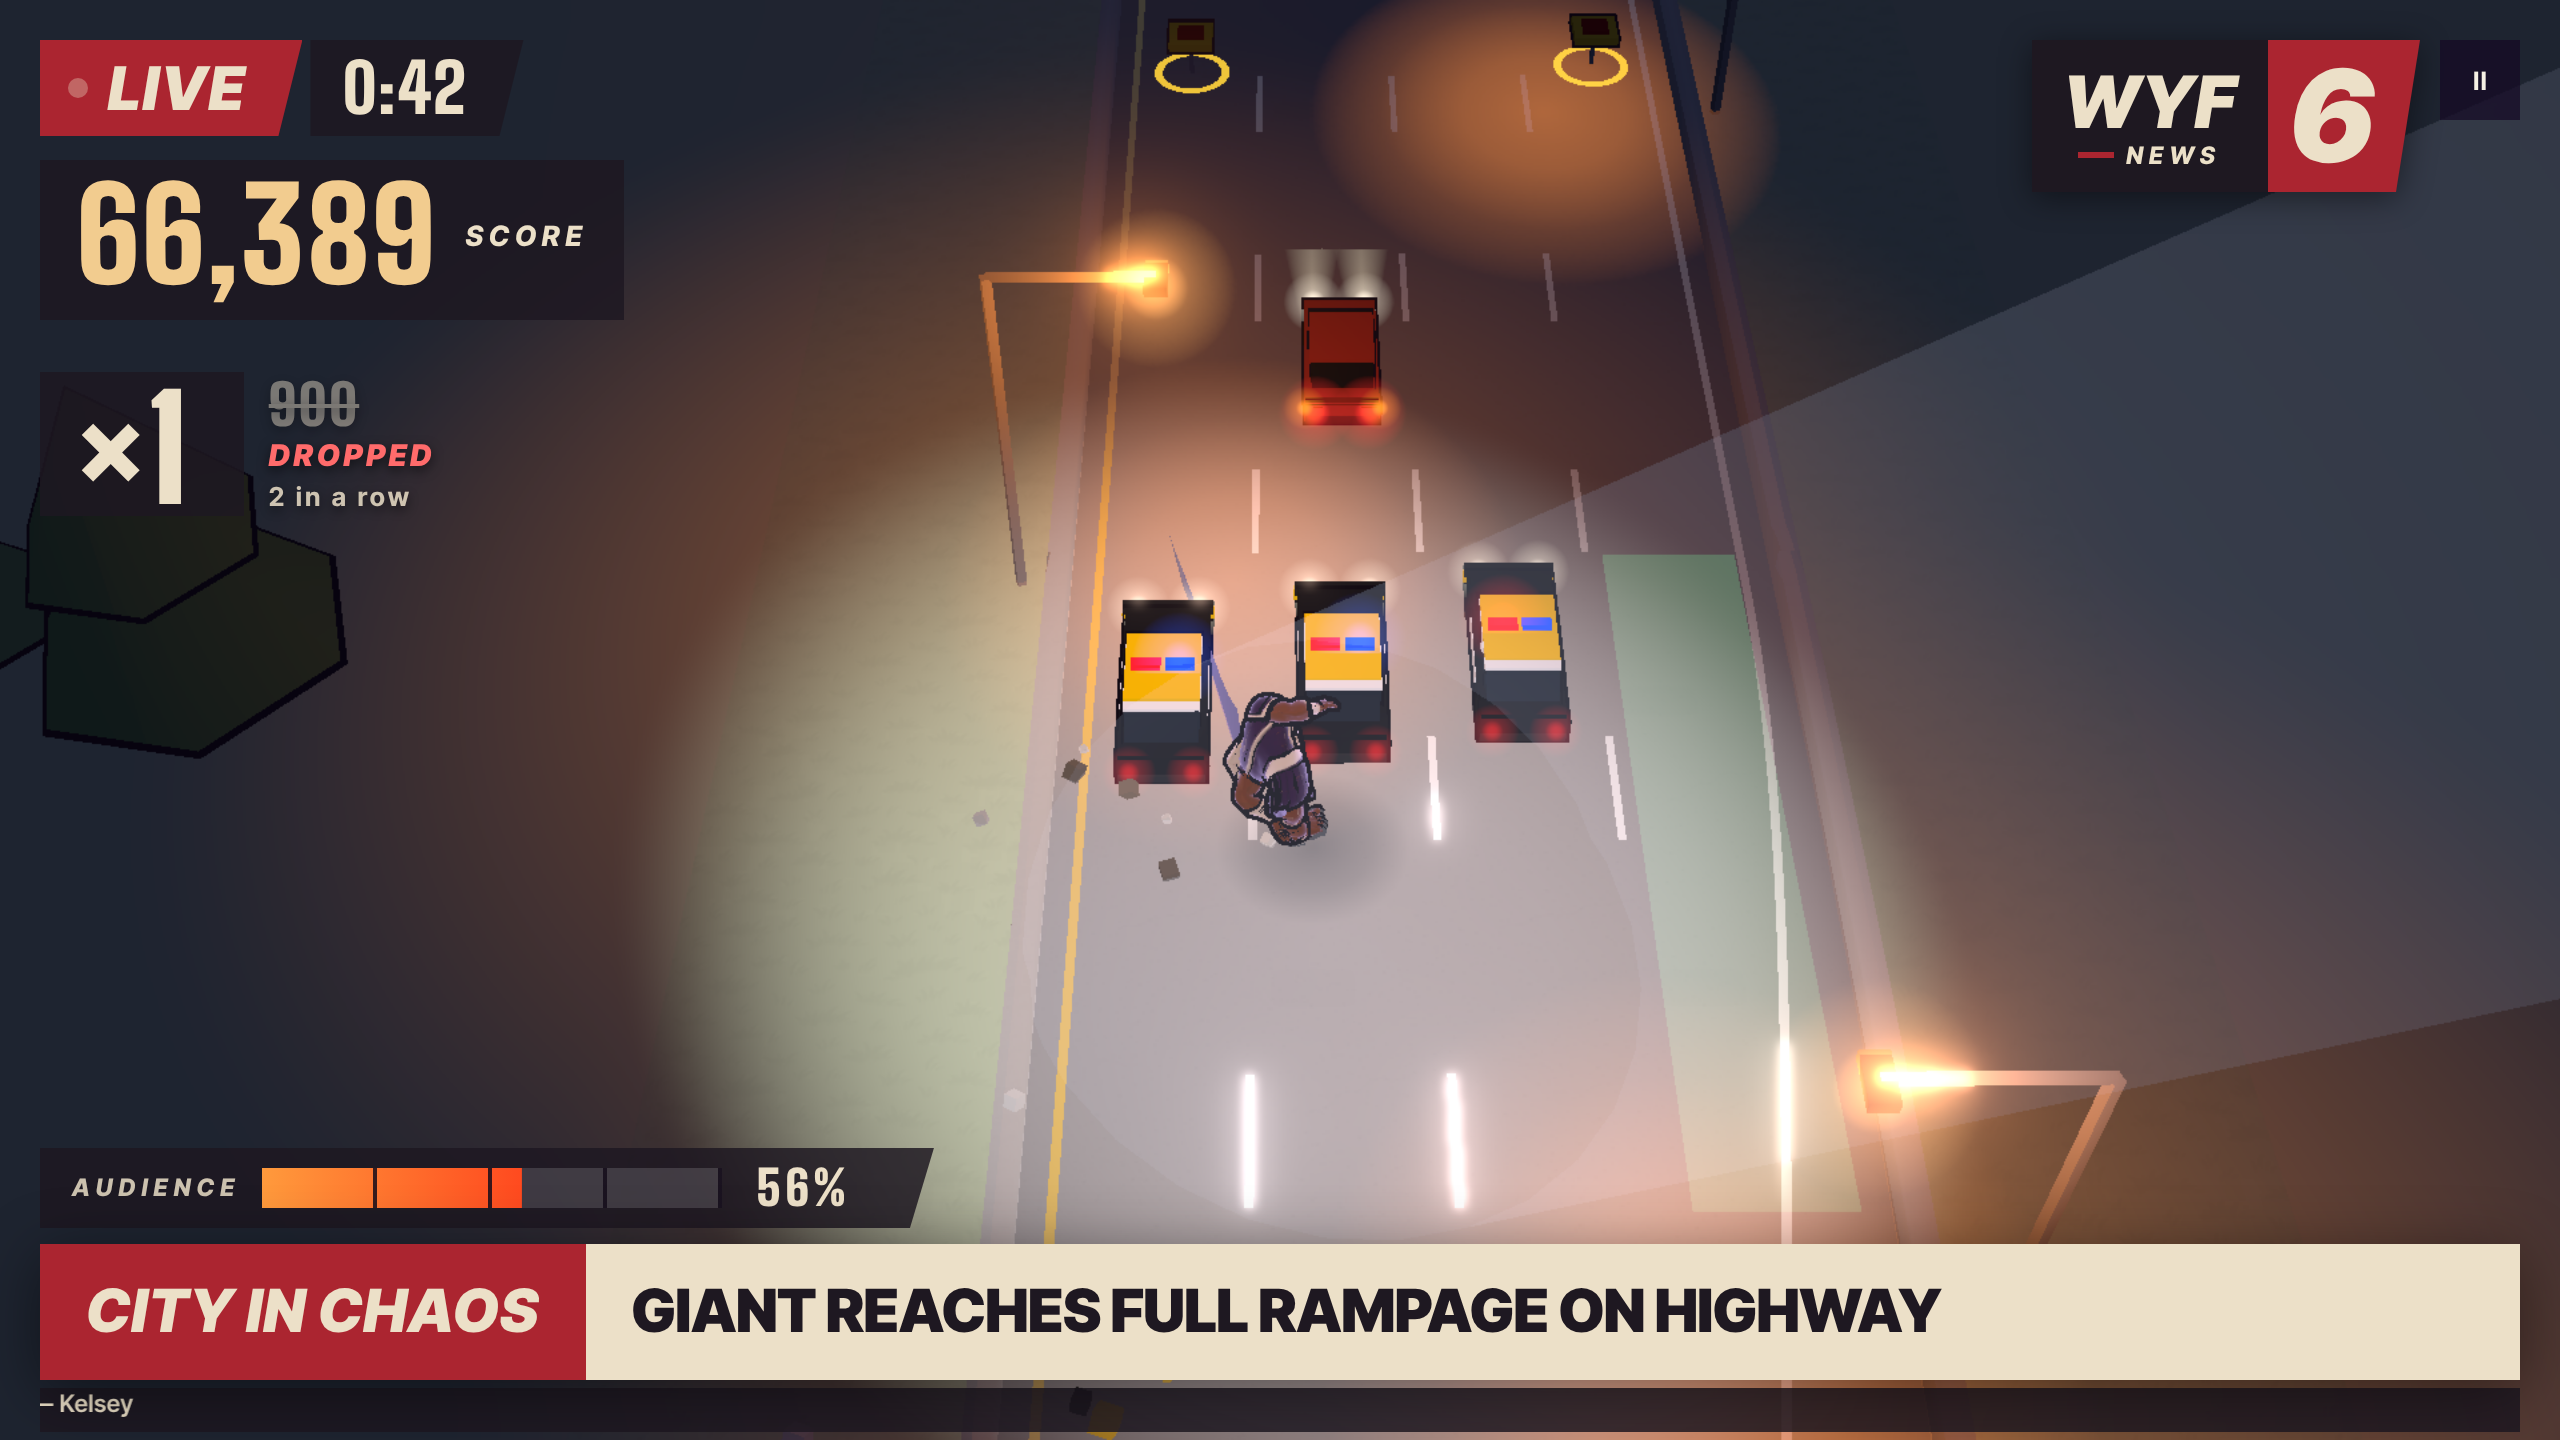 LIVE
0:42
WYF
NEWS
6
66,389 SCORE
×1
900
DROPPED
2 in a row
AUDIENCE
56%
CITY IN CHAOS
GIANT REACHES FULL RAMPAGE ON HIGHWAY
– Kelsey